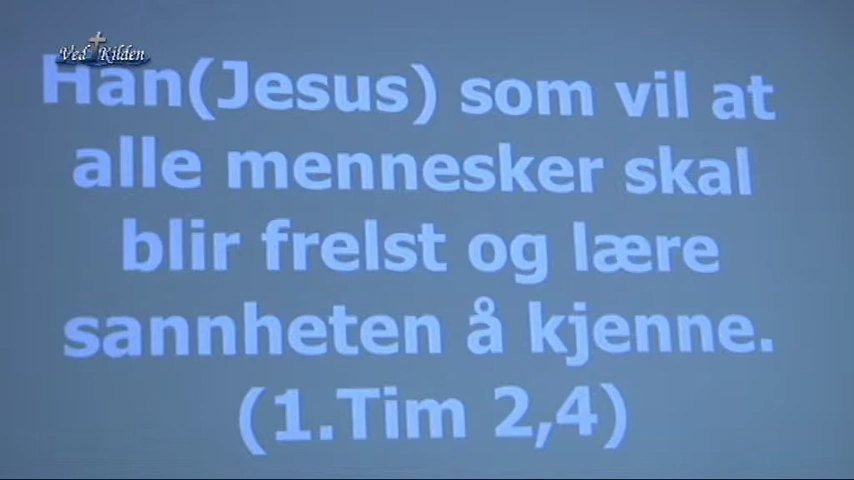 Ved Kilden
Han(Jesus) som vil at
alle mennesker skal
blir frelst og lære
sannheten å kjenne.
(1.Tim 2,4)